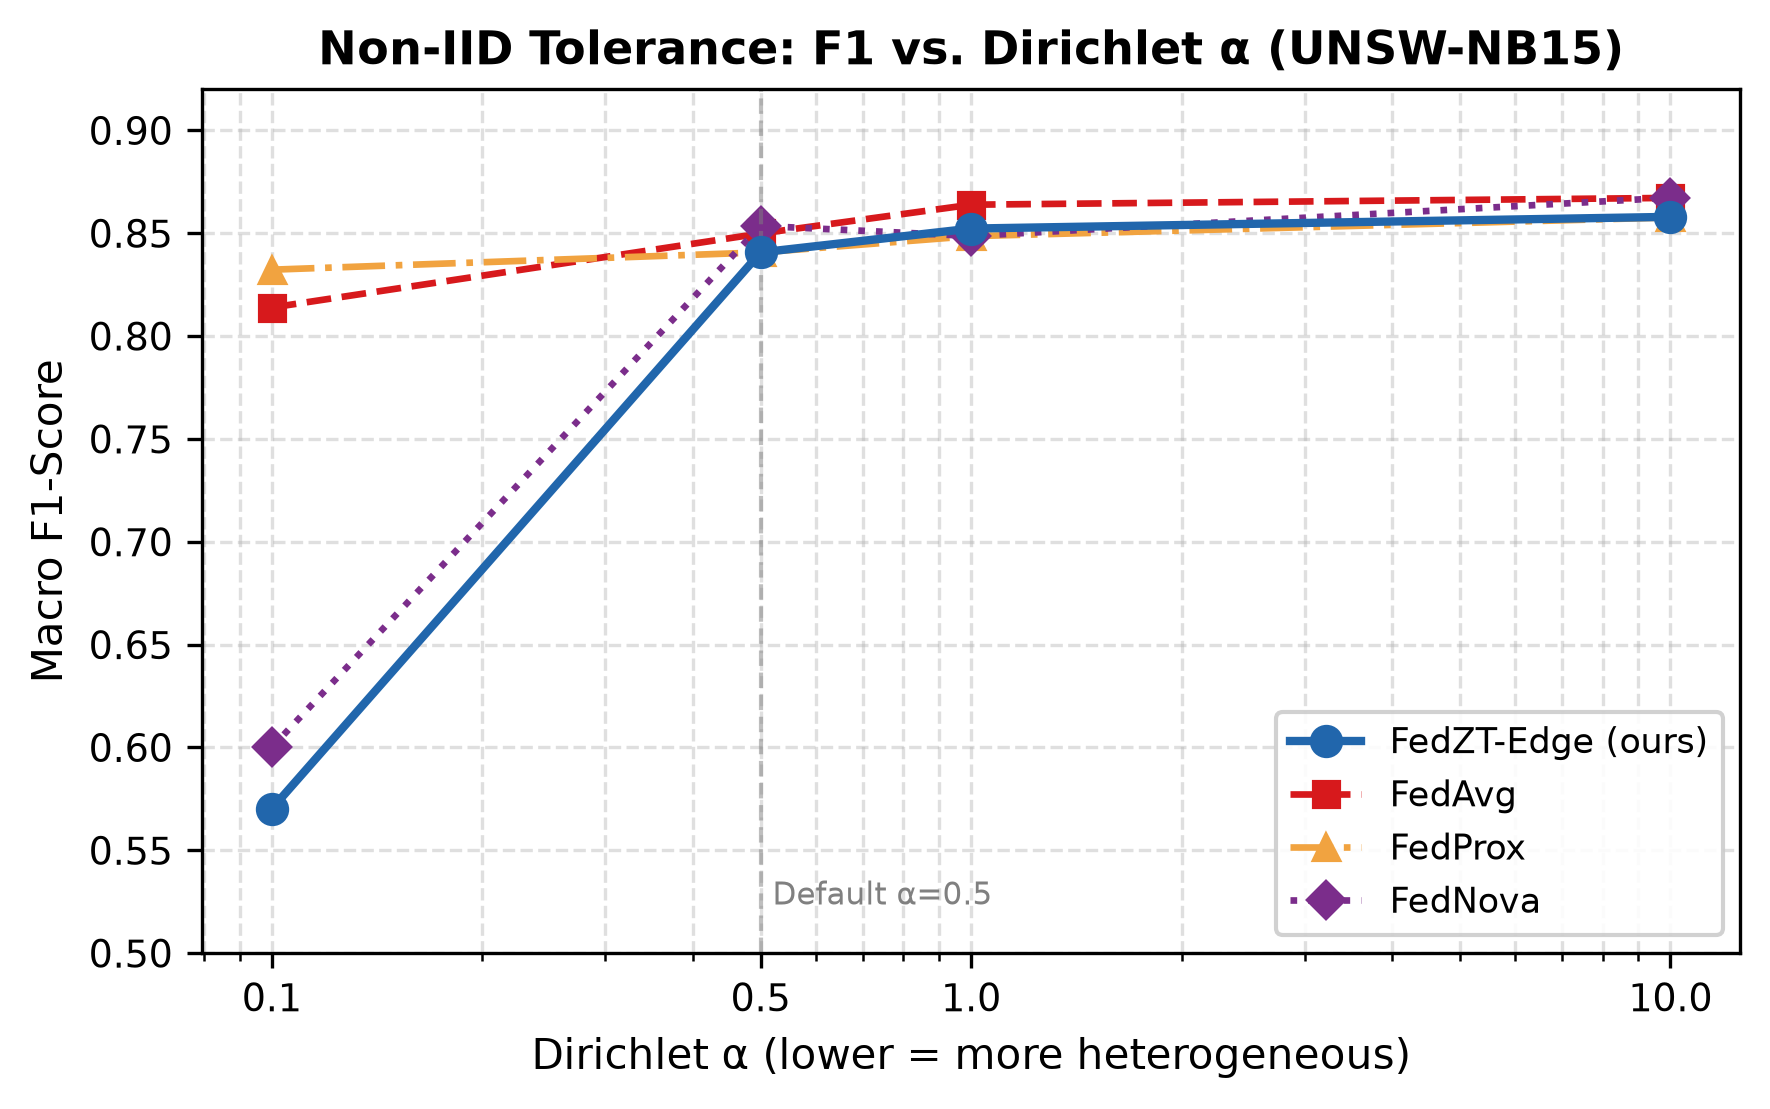 Non-IID Tolerance: F1 vs. Dirichlet α (UNSW-NB15)
Macro F1-Score
0.90
0.85
0.80
0.75
0.70
0.65
0.60
0.55
0.50
Default α=0.5
FedZT-Edge (ours)
FedAvg
FedProx
FedNova
0.1
0.5
1.0
10.0
Dirichlet α (lower = more heterogeneous)